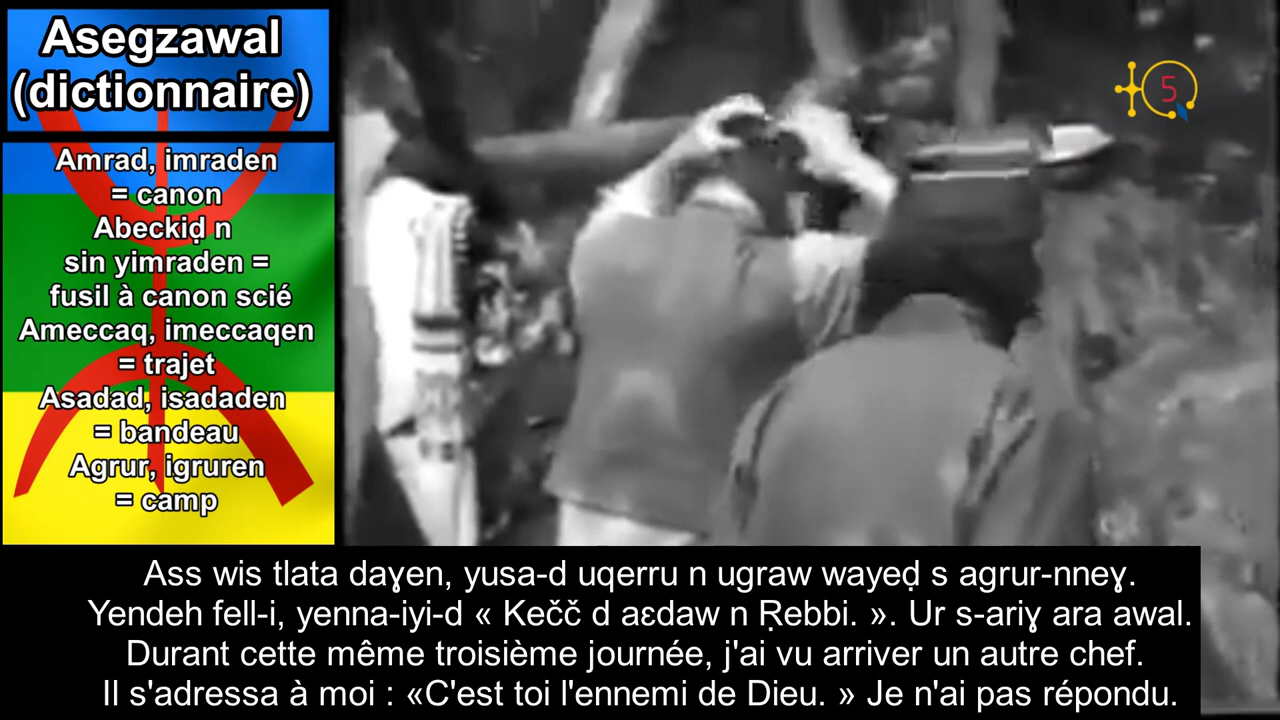 Asegzawal
(dictionnaire)
Amrad, imraden
= canon
Abeckiḍ n
sin yimraden =
fusil à canon scié
Ameccaq, imeccaqen
= trajet
Asadad, isadaden
= bandeau
Agrur, igruren
= camp
5
Ass wis tlata daɣen, yusa-d uqerru n ugraw wayeḍ s agrur-nneɣ.
Yendeh fell-i, yenna-iyi-d « Kečč d aɛdaw n Ṛebbi. ». Ur s-ariɣ ara awal.
Durant cette même troisième journée, j'ai vu arriver un autre chef.
Il s'adressa à moi : «C'est toi l'ennemi de Dieu. » Je n'ai pas répondu.